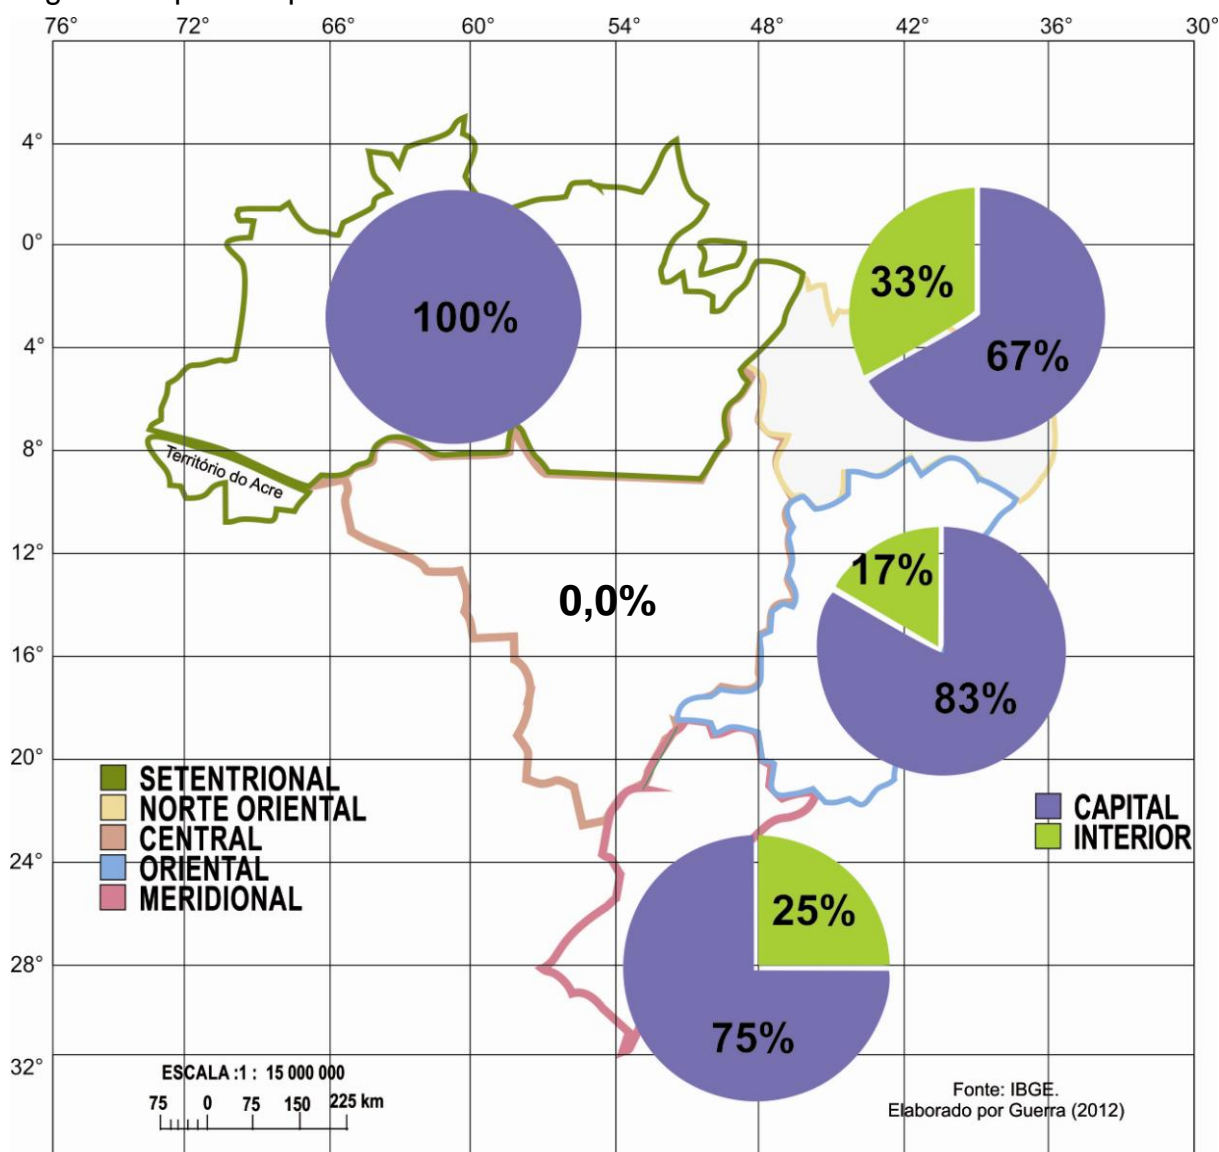 76° 72° 66° 60° 54° 48° 42° 36° 30°
4°
0°
4°
8°
12°
16°
20°
24°
28°
32°
100%
33%
67%
Território do Acre
0,0%
17%
83%
25%
75%
SETENTRIONAL
NORTE ORIENTAL
CENTRAL
ORIENTAL
MERIDIONAL
CAPITAL
INTERIOR
ESCALA :1 : 15 000 000
75 0 75 150 225 km
Fonte: IBGE.
Elaborado por Guerra (2012)